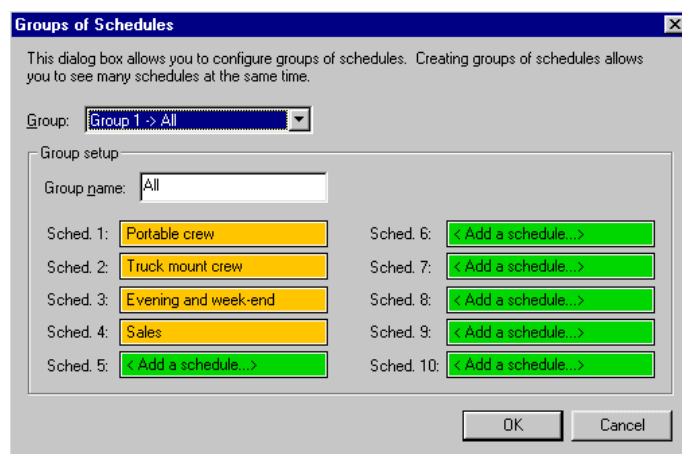 Groups of Schedules
This dialog box allows you to configure groups of schedules. Creating groups of schedules allows
you to see many schedules at the same time.
Group: Group 1 -> All
Group setup
Group name: All
Sched. 1: Portable crew
Sched. 2: Truck mount crew
Sched. 3: Evening and week-end
Sched. 4: Sales
Sched. 5: < Add a schedule...>
Sched. 6: < Add a schedule...>
Sched. 7: < Add a schedule...>
Sched. 8: < Add a schedule...>
Sched. 9: < Add a schedule...>
Sched. 10: < Add a schedule...>
OK Cancel